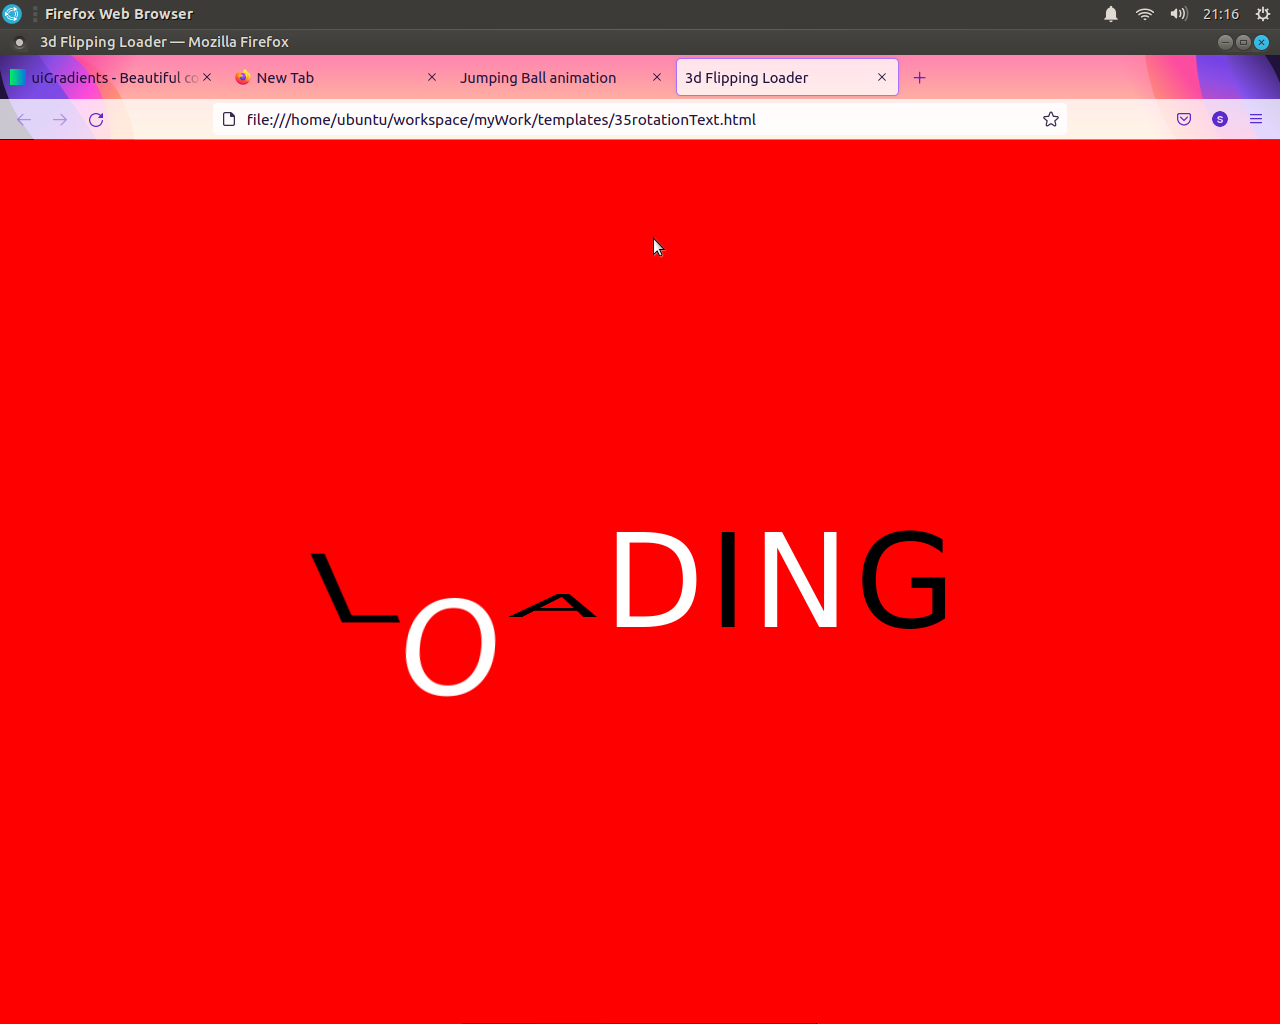 Firefox Web Browser 21:16
3d Flipping Loader — Mozilla Firefox
uiGradients - Beautiful co New Tab Jumping Ball animation 3d Flipping Loader
file:///home/ubuntu/workspace/myWork/templates/35rotationText.html S
LOADING